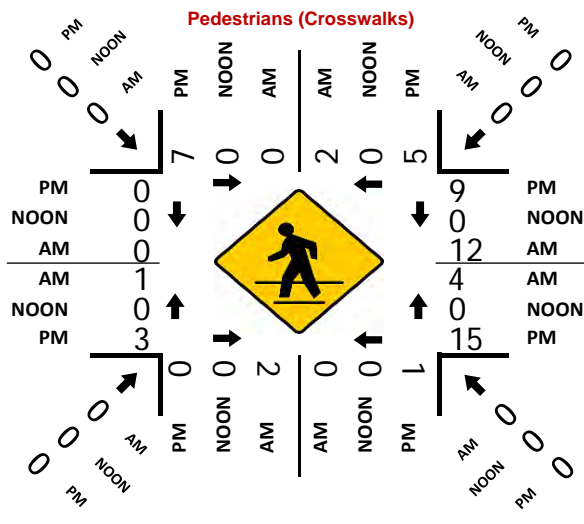 Pedestrians (Crosswalks)
0 PM
0 NOON
0 AM
PM NOON AM AM NOON PM
PM 0
NOON 0
AM 0
7 0 0 2 0 5
PM 0 9 PM
NOON 0 0 NOON
AM 0 12 AM
AM 1 4 AM
NOON 0 0 NOON
PM 3 15 PM
0 0 2 0 0 1
0 AM
0 NOON
0 PM
PM NOON AM AM NOON PM
AM 0
NOON 0
PM 0